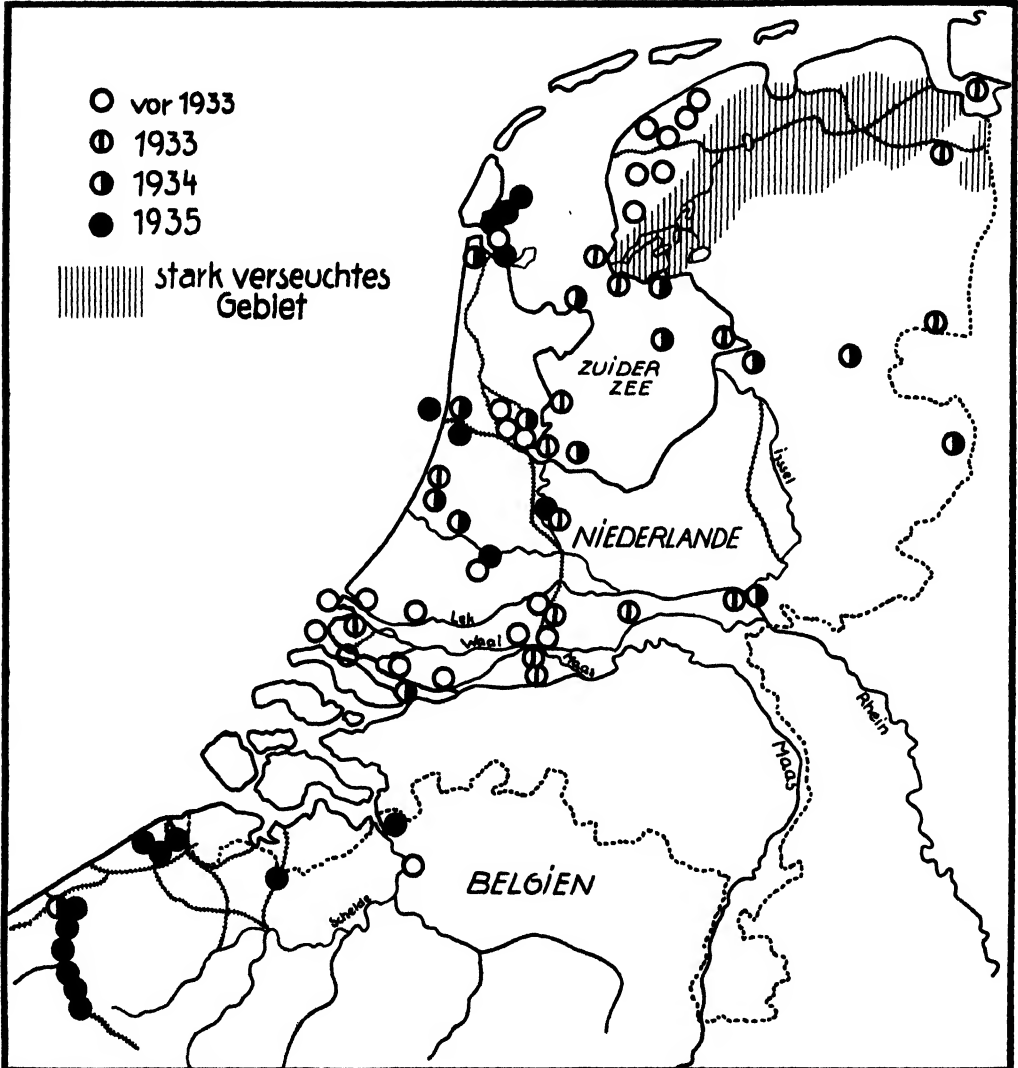 vor 1933
1933
1934
1935
stark verseuchtes
Gebiet
ZUiDER
ZEE
ijssel
NiEDERLANDE
Lek
Waal
Maas
Rhein
Maas
BELGiEN
Schelde